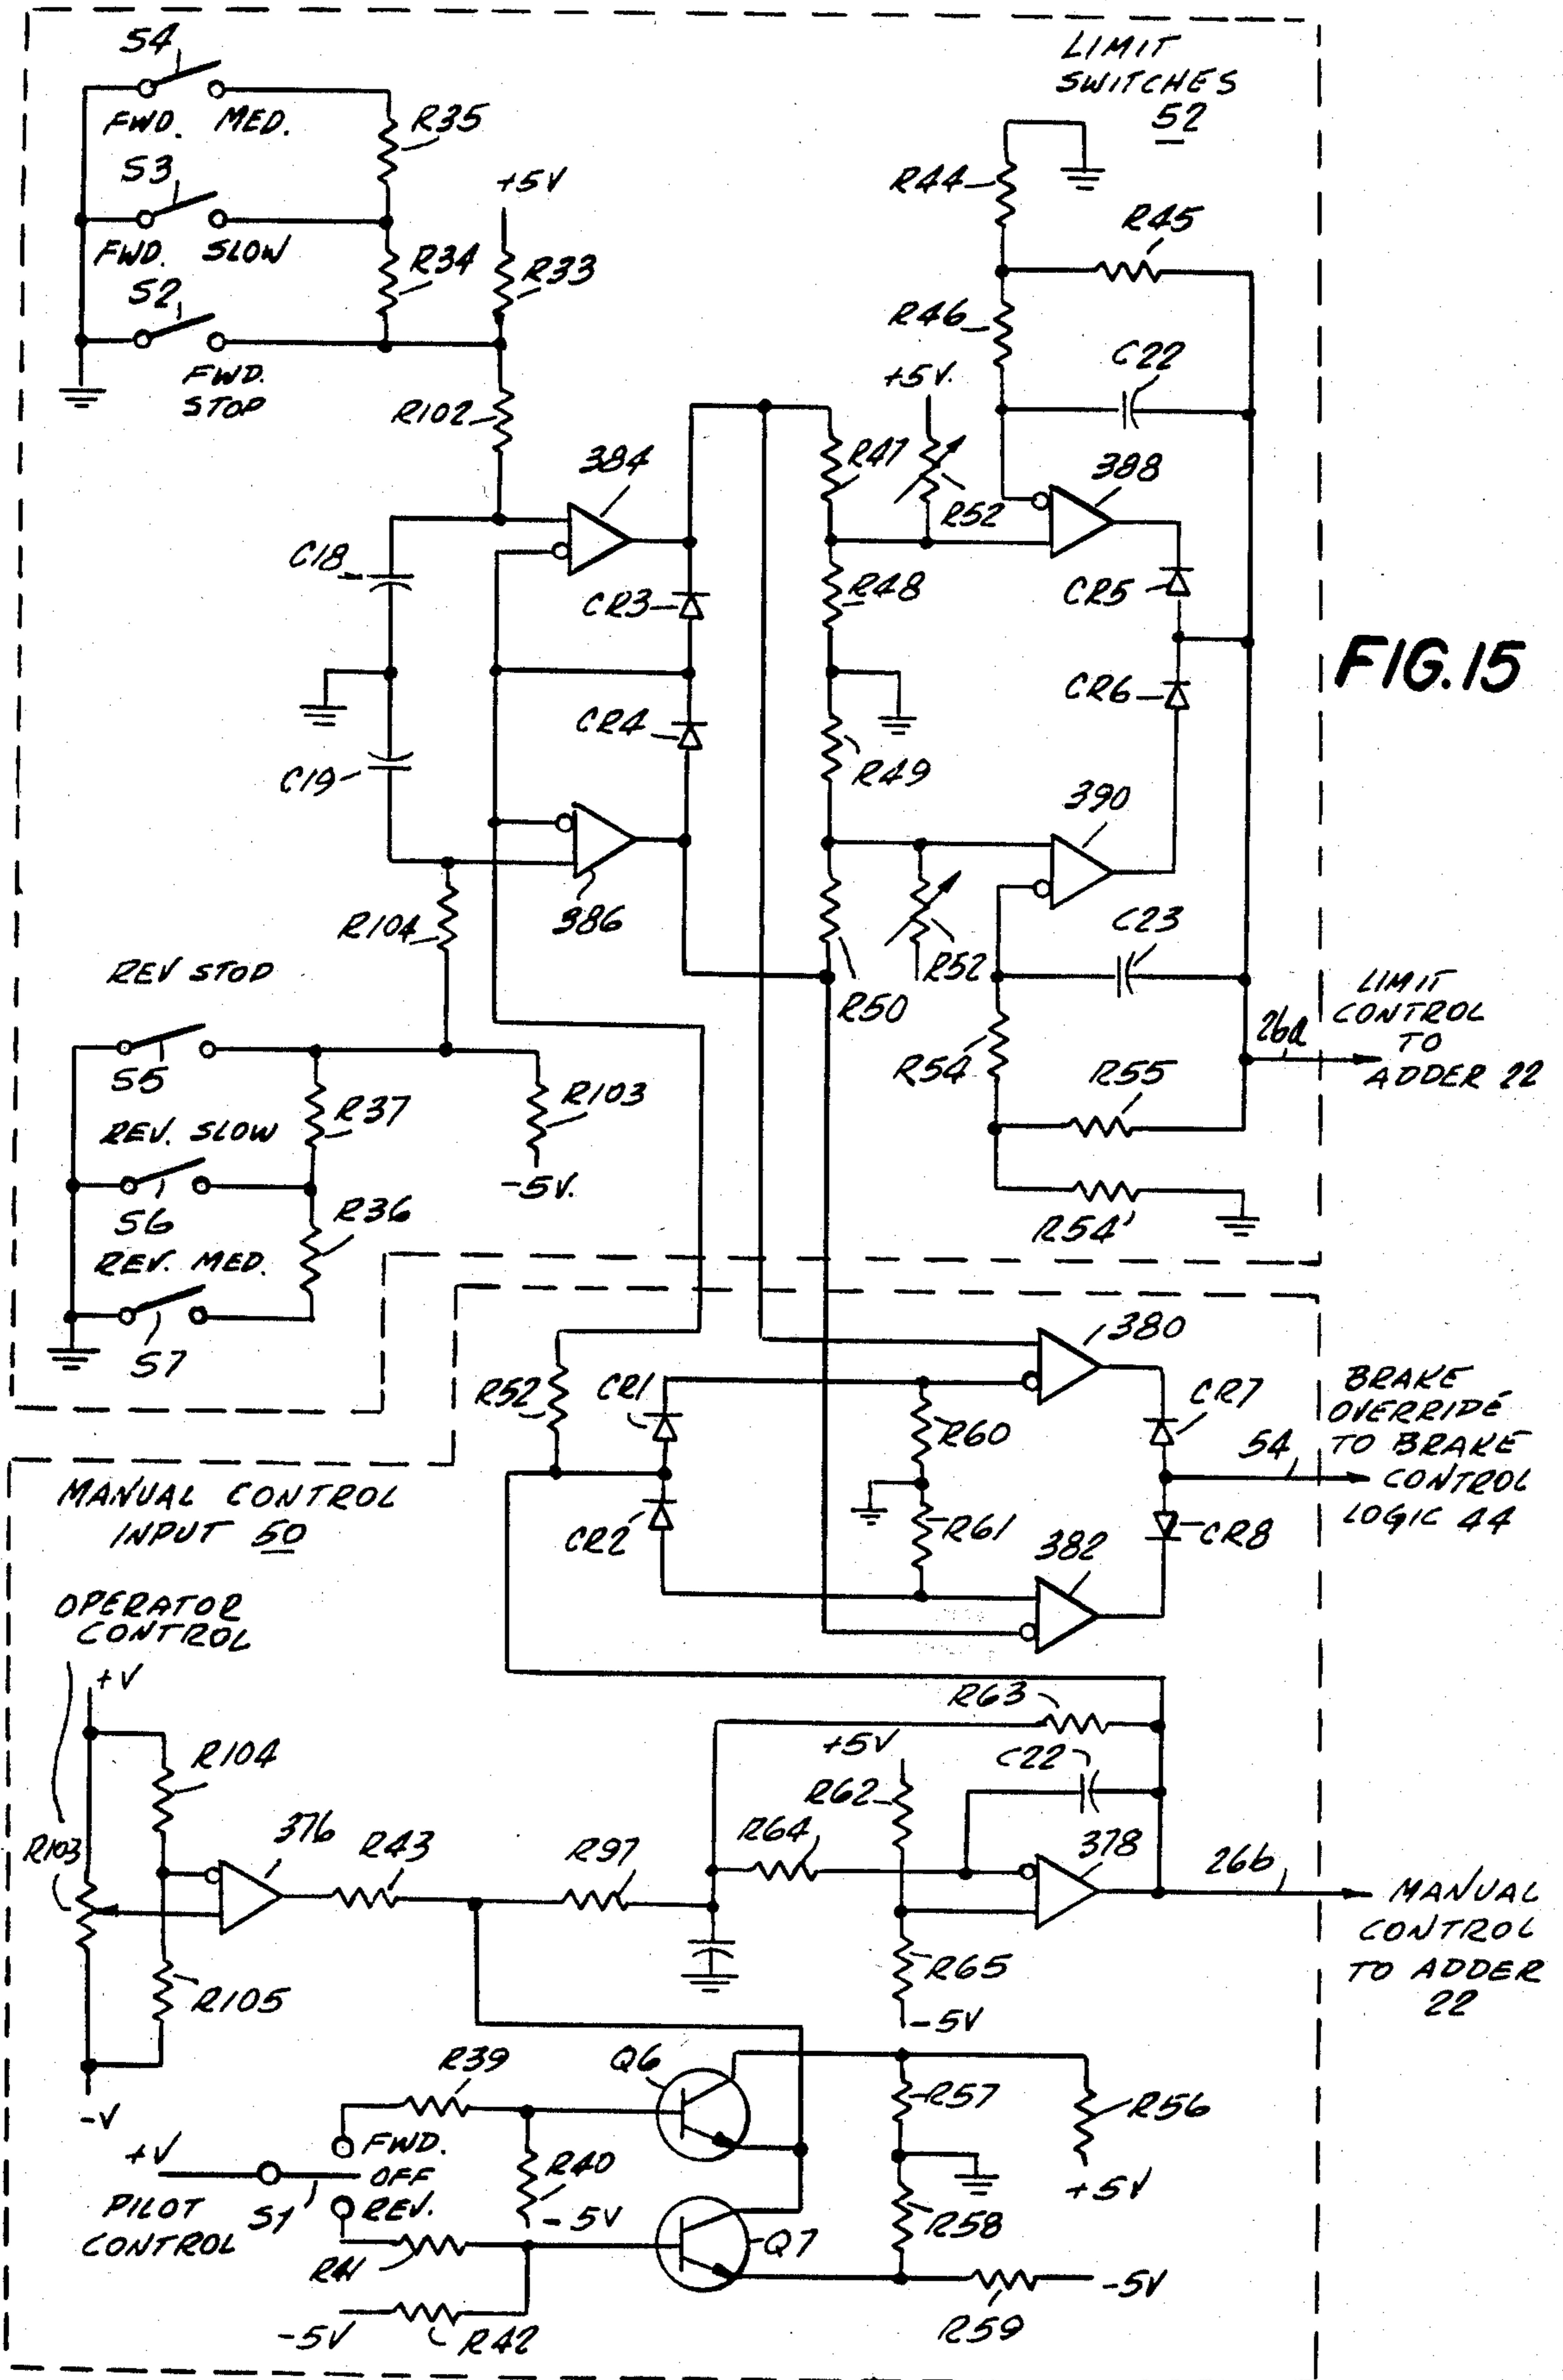 S4
FWD. MED.
R35
S3
FWD. SLOW
R34
+5V
R33
S2
FWD.
STOP
R102
LIMIT
SWITCHES
52
R44
R45
R46
C22
+5V.
R47
R52
388
384
C18
CR3
R48
CR5
FIG.15
CR4
CR6
C19
R49
390
386
R104
R52
C23
R50
REV STOP
S5
R37
R103
-5V.
REV. SLOW
S6
R36
REV. MED.
S7
R54
R55
R54'
26a
LIMIT
CONTROL
TO
ADDER 22
380
R52
CR1
R60
CR7
BRAKE
OVERRIDE
TO BRAKE
CONTROL
LOGIC 44
54
CR2
R61
382
CR8
MANUAL CONTROL
INPUT 50
OPERATOR
CONTROL
+V
R104
R103
376
R43
R97
R63
+5V
C22
R62
R64
378
26b
MANUAL
CONTROL
TO ADDER
22
R105
R65
-5V
-V
R39
Q6
R57
R56
+5V
+V
FWD.
OFF
REV.
R40
-5V
PILOT
CONTROL
S1
R41
Q7
R58
-5V
R42
R59
-5V